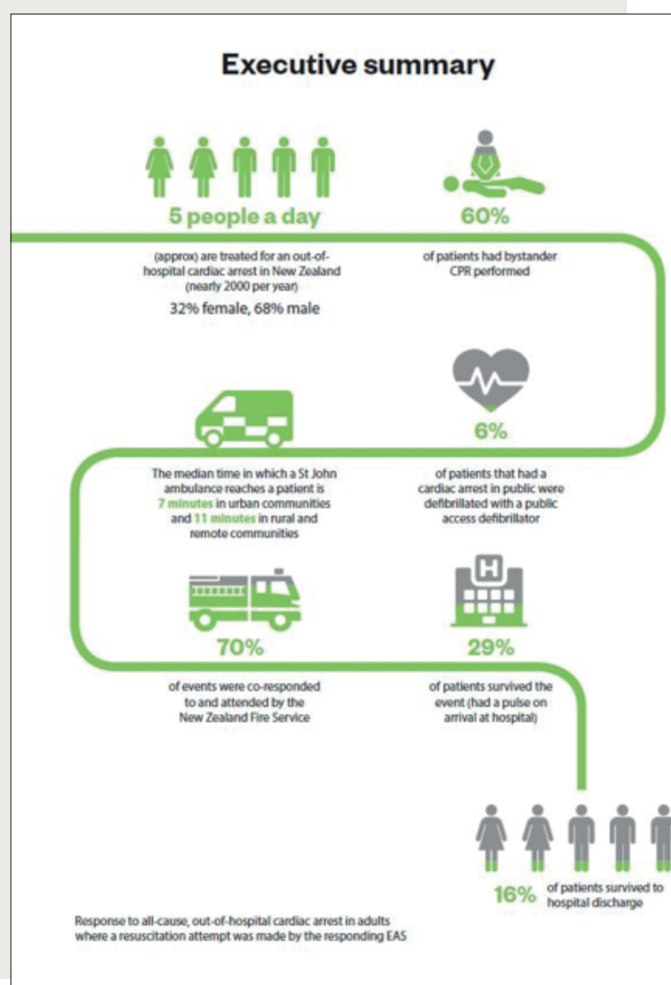 Executive summary
5 people a day
(approx) are treated for an out-of-
hospital cardiac arrest in New Zealand
(nearly 2000 per year)
32% female, 68% male
60%
of patients had bystander
CPR performed
6%
of patients that had a
cardiac arrest in public were
defibrillated with a public
access defibrillator
The median time in which a St John
ambulance reaches a patient is
7 minutes in urban communities
and 11 minutes in rural and
remote communities
70%
of events were co-responded
to and attended by the
New Zealand Fire Service
H
29%
of patients survived the
event (had a pulse on
arrival at hospital)
16%
of patients survived to
hospital discharge
Response to all-cause, out-of-hospital cardiac arrest in adults
where a resuscitation attempt was made by the responding EAS